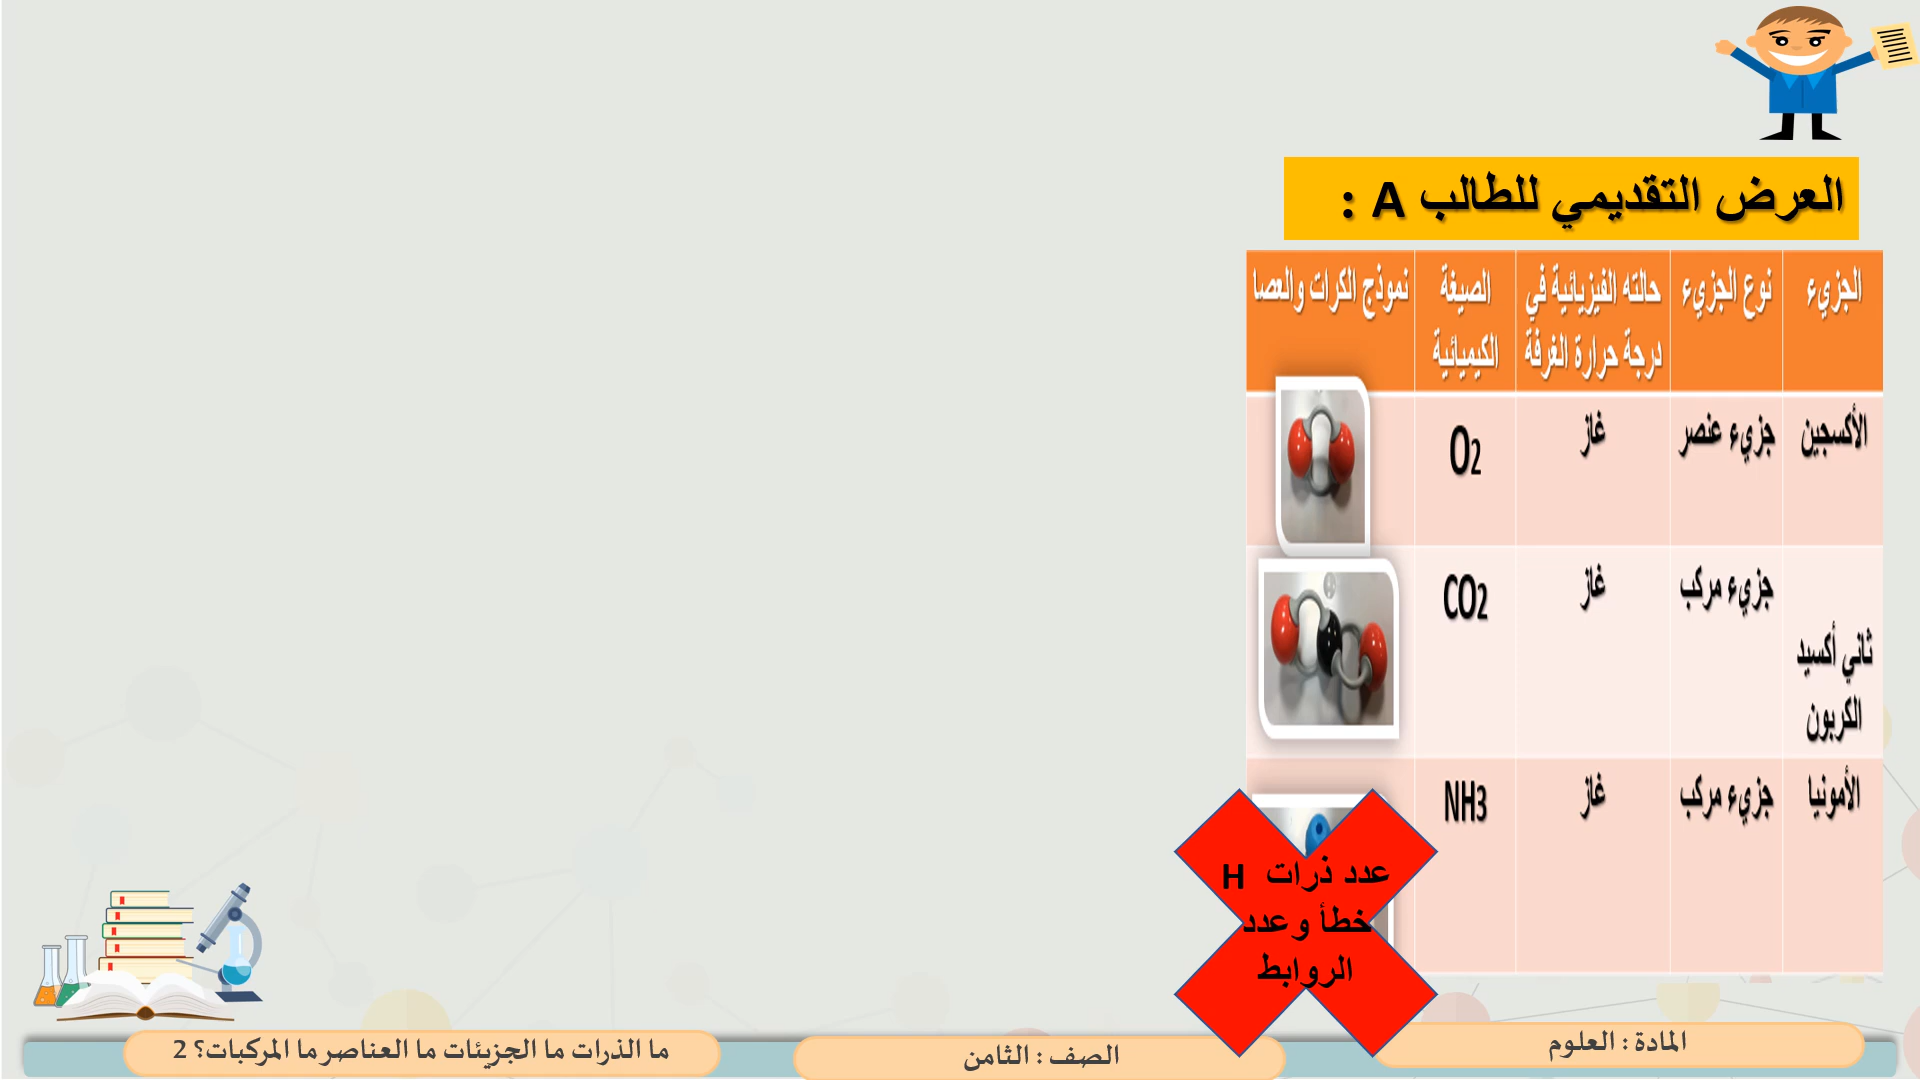 العرض التقديمي للطالب A :
الجزيء
نوع الجزيء
حالته الفيزيائية في
درجة حرارة الغرفة
الصيغة
الكيميائية
نموذج الكرات والعصا
الأكسجين
جزيء عنصر
غاز
O2
ثاني أكسيد
الكربون
جزيء مركب
غاز
CO2
الأمونيا
جزيء مركب
غاز
NH3
عدد ذرات H
خطأ وعدد
الروابط
المادة : العلوم
الصف : الثامن
ما الذرات ما الجزيئات ما العناصر ما المركبات؟ 2